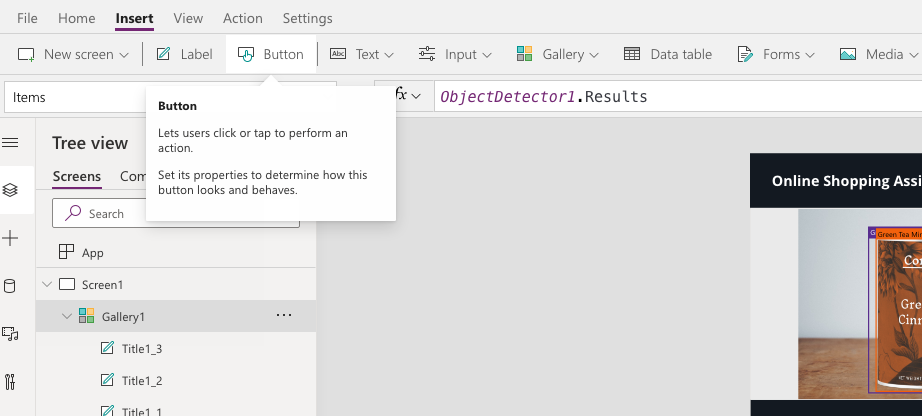 File Home Insert View Action Settings
New screen Label Button Text Input Gallery Data table Forms Media
Items fx ObjectDetector1.Results
Button
Lets users click or tap to perform an
action.
Set its properties to determine how this
button looks and behaves.
Tree view
Screens Com
Search
App
Screen1
Gallery1
Title1_3
Title1_2
Title1_1
Online Shopping Assi
G Green Tea Min
Co
Gre
Cinn